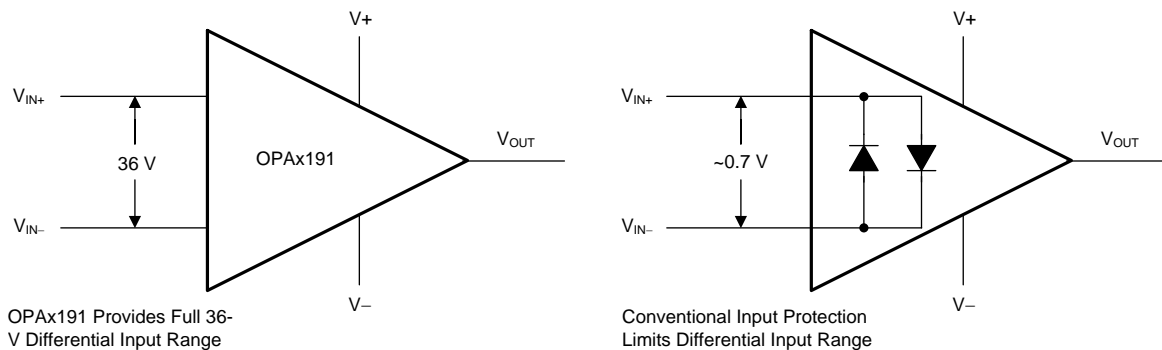 V+
V+
VIN+
VIN+
VOUT
VOUT
36 V
OPAx191
~0.7 V
VIN−
VIN−
V−
V−
OPAx191 Provides Full 36-
V Differential Input Range
Conventional Input Protection
Limits Differential Input Range